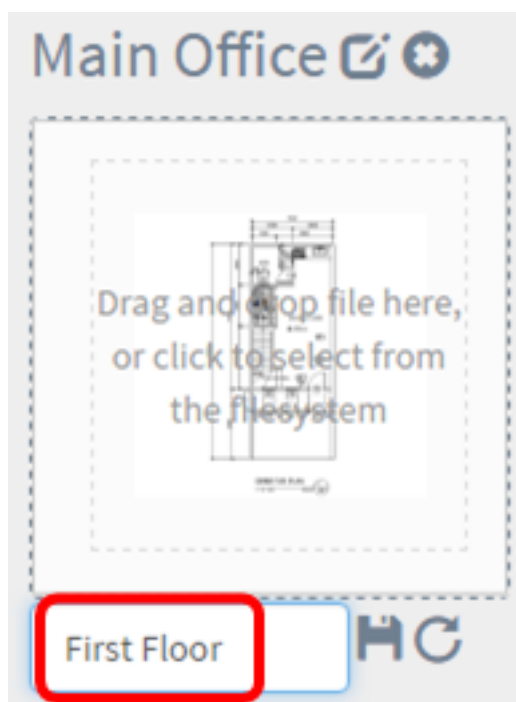 Main Office
Drag and drop file here,
or click to select from
the filesystem
First Floor